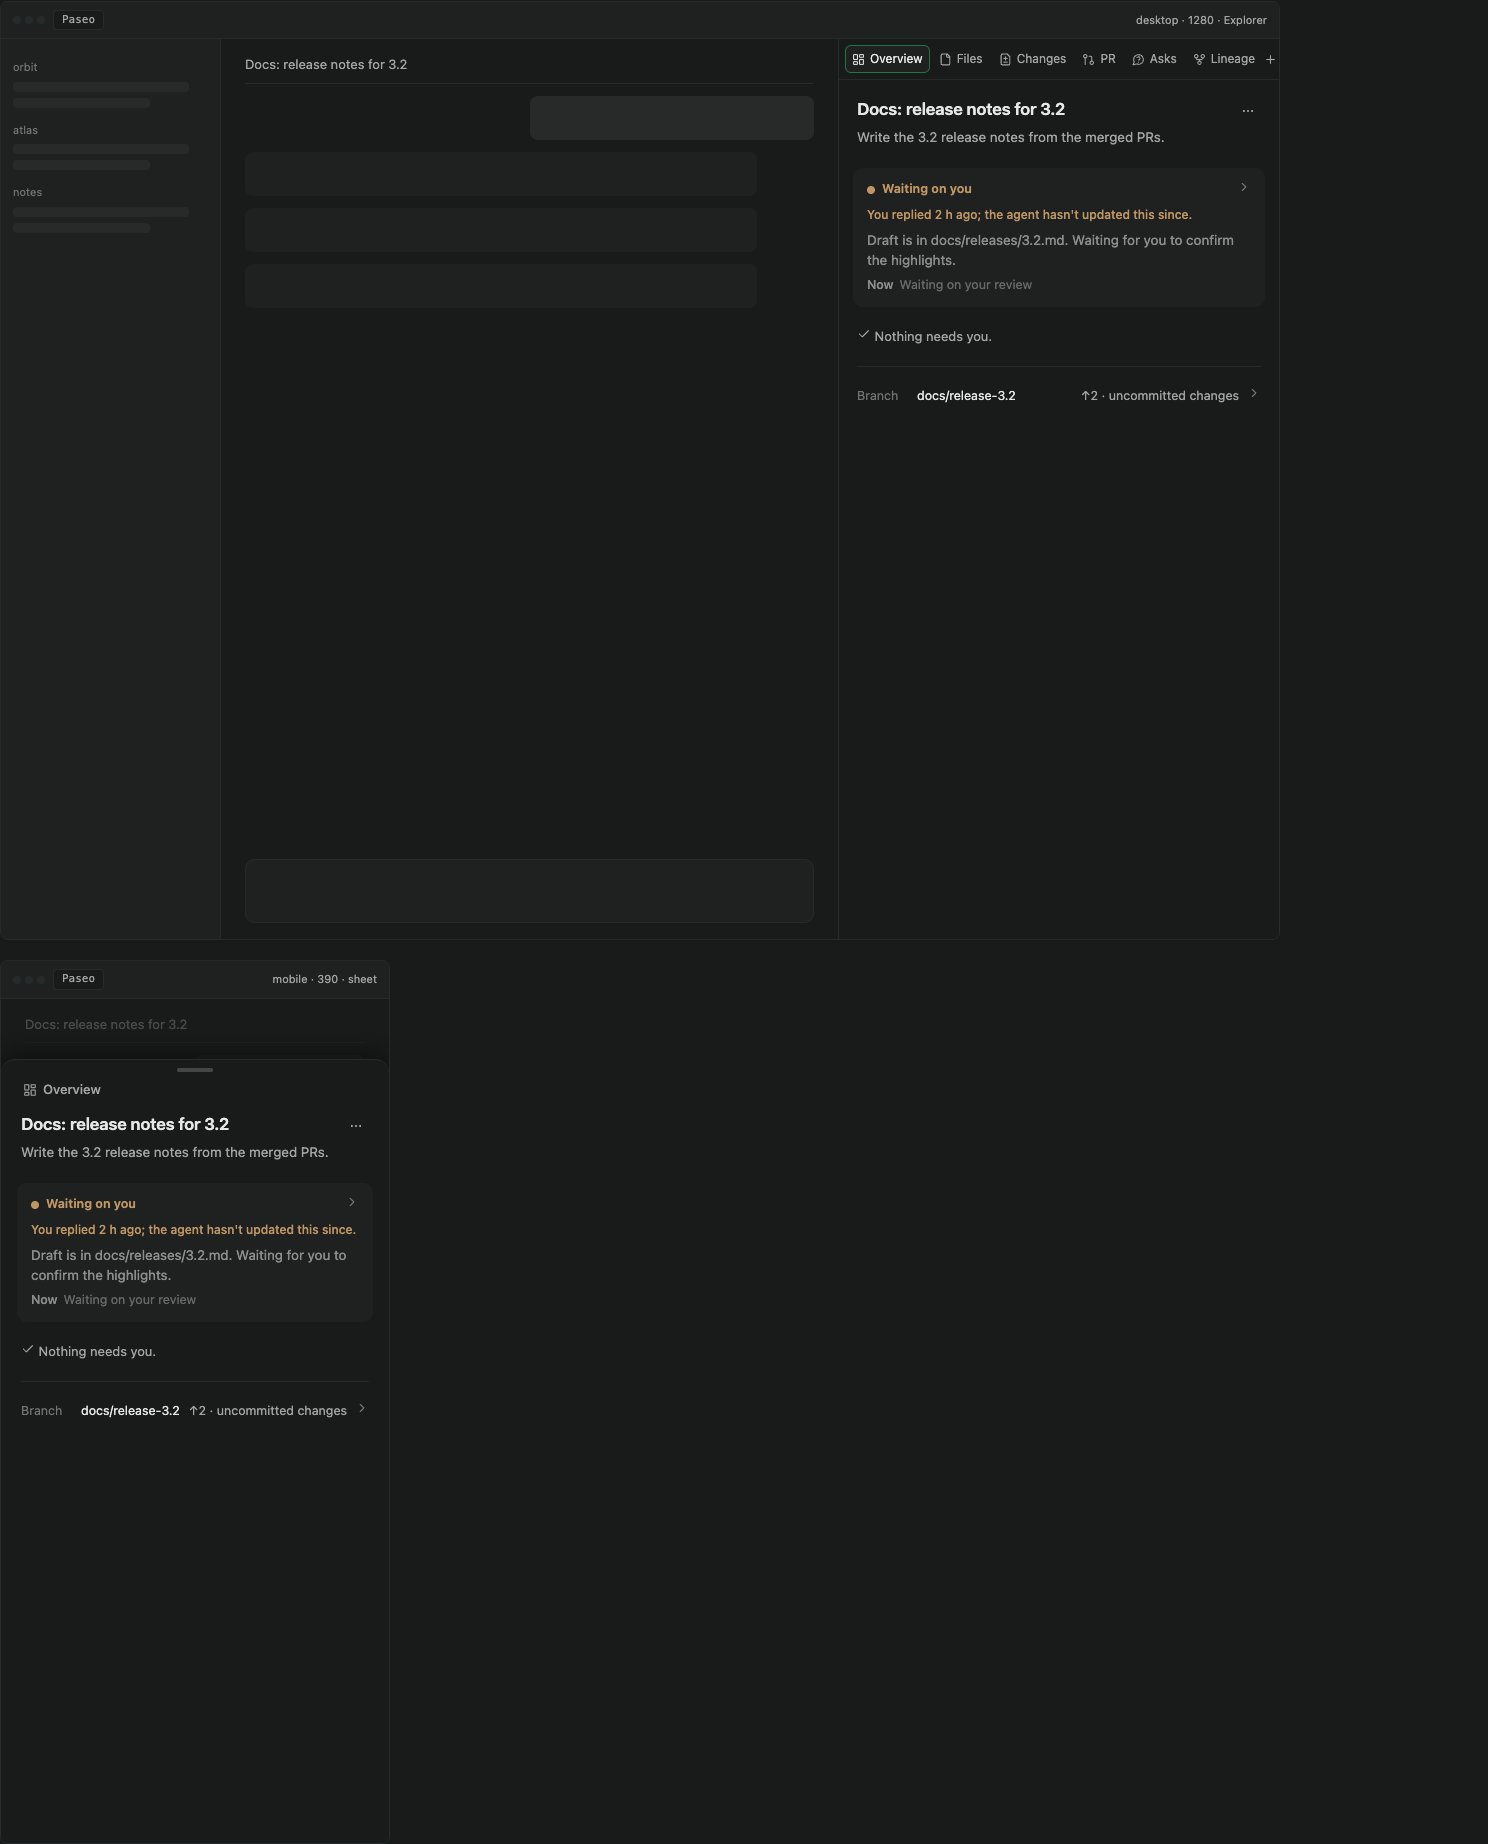 Paseo
desktop · 1280 · Explorer
orbit
atlas
notes
Docs: release notes for 3.2
Overview
Files
Changes
PR
Asks
Lineage
Docs: release notes for 3.2
Write the 3.2 release notes from the merged PRs.
Waiting on you
You replied 2 h ago; the agent hasn't updated this since.
Draft is in docs/releases/3.2.md. Waiting for you to confirm
the highlights.
Now Waiting on your review
Nothing needs you.
Branch docs/release-3.2 ↑2 · uncommitted changes
Paseo
mobile · 390 · sheet
Docs: release notes for 3.2
Overview
Docs: release notes for 3.2
Write the 3.2 release notes from the merged PRs.
Waiting on you
You replied 2 h ago; the agent hasn't updated this since.
Draft is in docs/releases/3.2.md. Waiting for you to
confirm the highlights.
Now Waiting on your review
Nothing needs you.
Branch docs/release-3.2 ↑2 · uncommitted changes